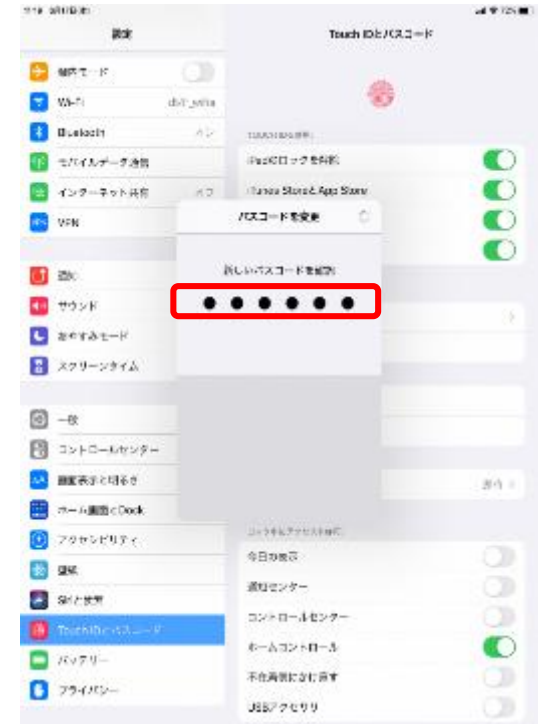 設定
Touch IDとパスコード
機内モード
Wi-Fi
Bluetooth
オン
モバイルデータ通信
インターネット共有
オフ
VPN
通知
サウンド
おやすみモード
スクリーンタイム
一般
コントロールセンター
画面表示と明るさ
ホーム画面とDock
アクセシビリティ
壁紙
Siriと検索
Touch IDとパスコード
バッテリー
プライバシー
iPadのロックを解除
iTunes StoreとApp Store
パスコードを変更
新しいパスコードを確認
今日の表示
通知センター
コントロールセンター
ホームコントロール
不在着信にかけ直す
USBアクセサリ